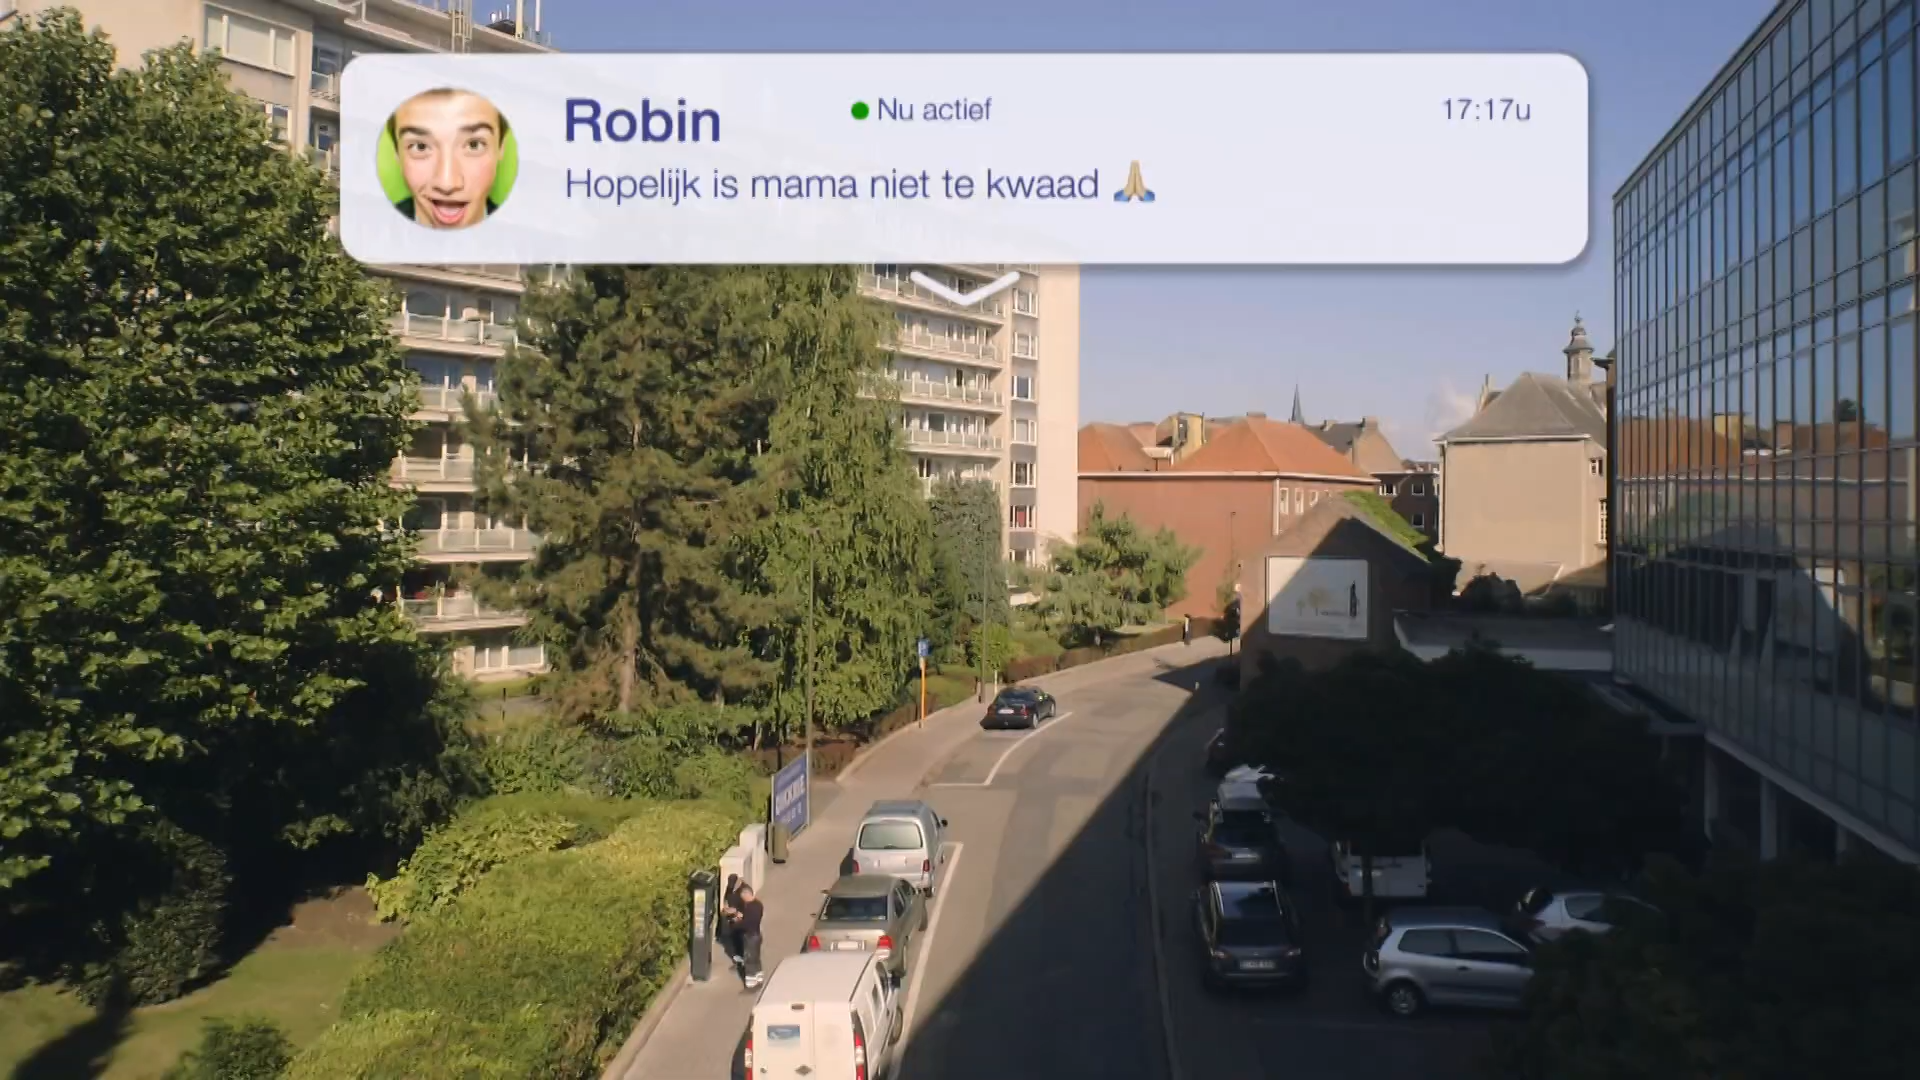 Robin
Nu actief
17:17u
Hopelijk is mama niet te kwaad 🙏🏼
P